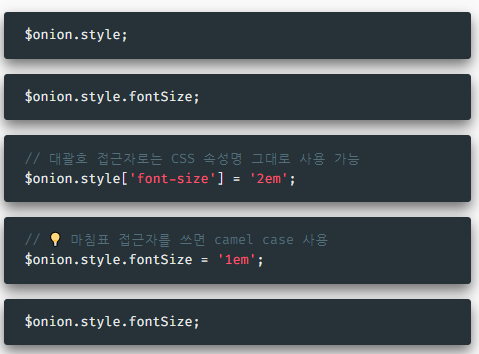 $onion.style;
$onion.style.fontSize;
// 대괄호 접근자로는 CSS 속성명 그대로 사용 가능
$onion.style['font-size'] = '2em';
// 💡 마침표 접근자를 쓰면 camel case 사용
$onion.style.fontSize = '1em';
$onion.style.fontSize;